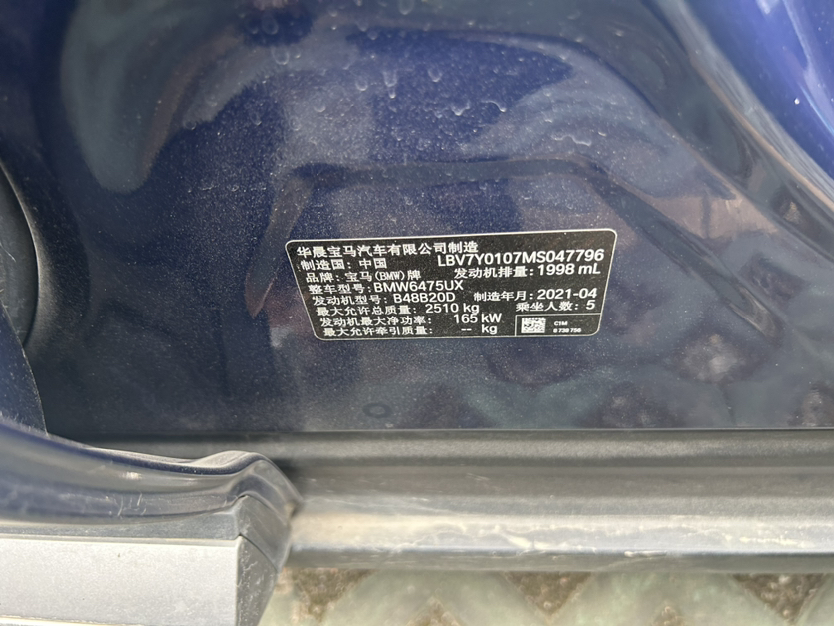 华晨宝马汽车有限公司制造
制造国：中国 LBV7Y0107MS047796
品牌：宝马(BMW)牌 发动机排量：1998 mL
整车型号：BMW6475UX
发动机型号：B48B20D 制造年月：2021-04
最大允许总质量：2510 kg 乘坐人数：5
发动机最大净功率：165 kW
最大允许牵引质量：-- kg
C1M